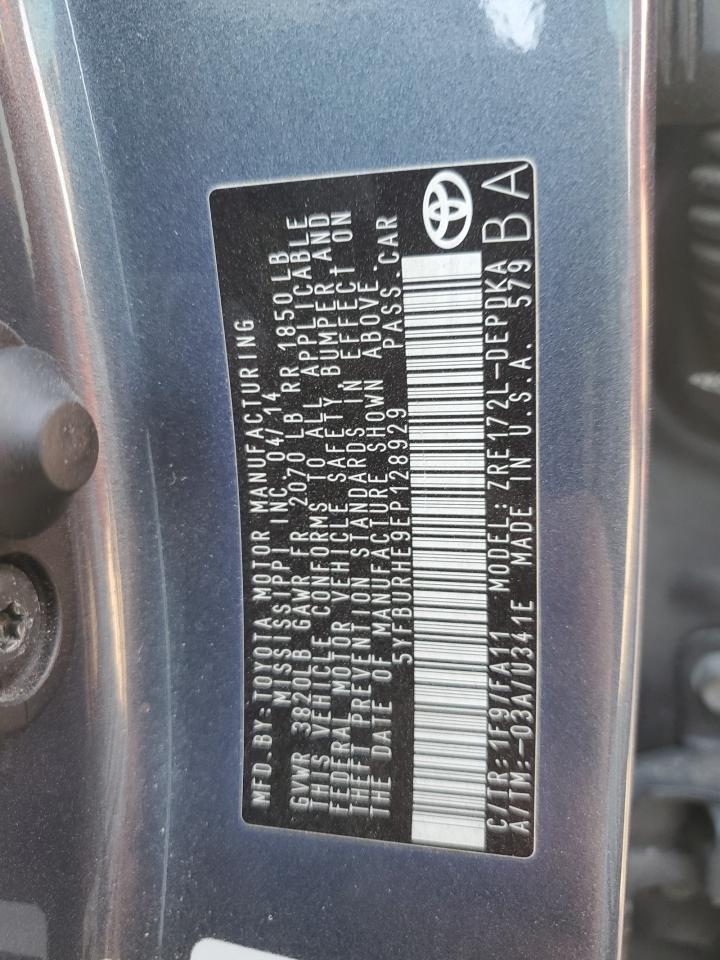 MFD. BY: TOYOTA MOTOR MANUFACTURING
MISSISSIPPI INC. 04/14
GVWR 3820LB GAWR FR 2070 LB RR 1850 LB
THIS VEHICLE CONFORMS TO ALL APPLICABLE
FEDERAL MOTOR VEHICLE SAFETY, BUMPER AND
THEFT PREVENTION STANDARDS IN EFFECT ON
THE DATE OF MANUFACTURE SHOWN ABOVE.
5YFBURHE9EP128929 PASS. CAR
C/TR: 1F9/FA11 MODEL: ZRE172L-DEPDKA
A/TM: -03A/U341E MADE IN U.S.A. 579
BA